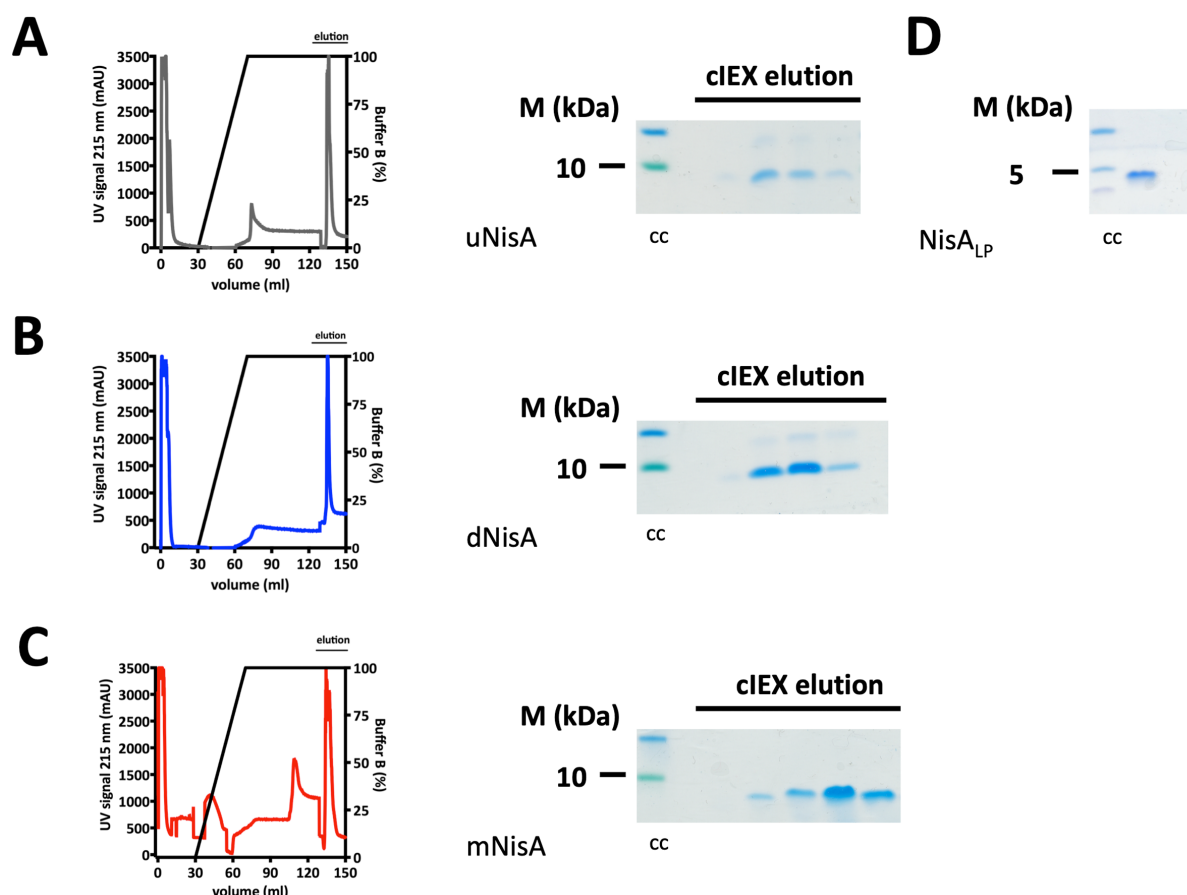 A
elution
UV signal 215 nm (mAU)
3500
3000
2500
2000
1500
1000
500
0
100
75
50
25
0
Buffer B (%)
0 30 60 90 120 150
volume (ml)
cIEX elution
M (kDa)
10
uNisA
cc
D
M (kDa)
5
NisALP
cc
B
elution
UV signal 215 nm (mAU)
3500
3000
2500
2000
1500
1000
500
0
100
75
50
25
0
Buffer B (%)
0 30 60 90 120 150
volume (ml)
cIEX elution
M (kDa)
10
dNisA
cc
C
elution
UV signal 215 nm (mAU)
3500
3000
2500
2000
1500
1000
500
0
100
75
50
25
0
Buffer B (%)
0 30 60 90 120 150
volume (ml)
cIEX elution
M (kDa)
10
mNisA
cc